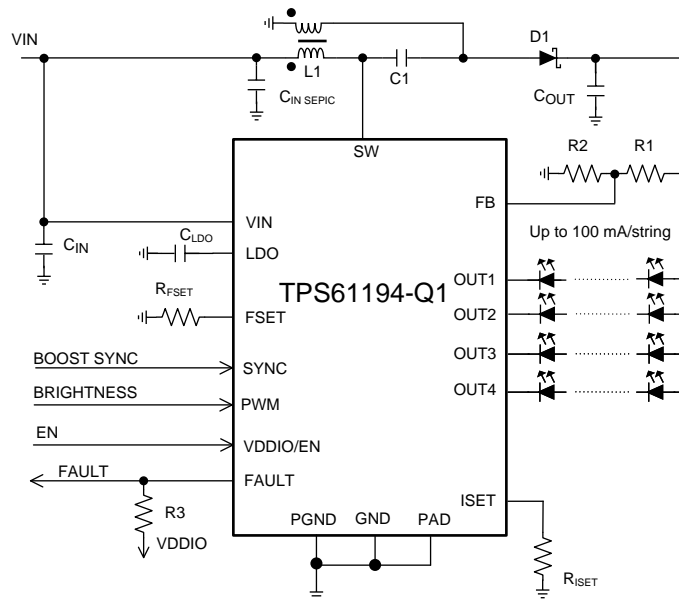 VIN
L1
C1
D1
C IN SEPIC
COUT
SW
R2
R1
FB
VIN
CIN
CLDO
LDO
Up to 100 mA/string
TPS61194-Q1
OUT1
RFSET
FSET
OUT2
OUT3
BOOST SYNC
SYNC
OUT4
BRIGHTNESS
PWM
EN
VDDIO/EN
FAULT
FAULT
ISET
R3
PGND
GND
PAD
VDDIO
RISET